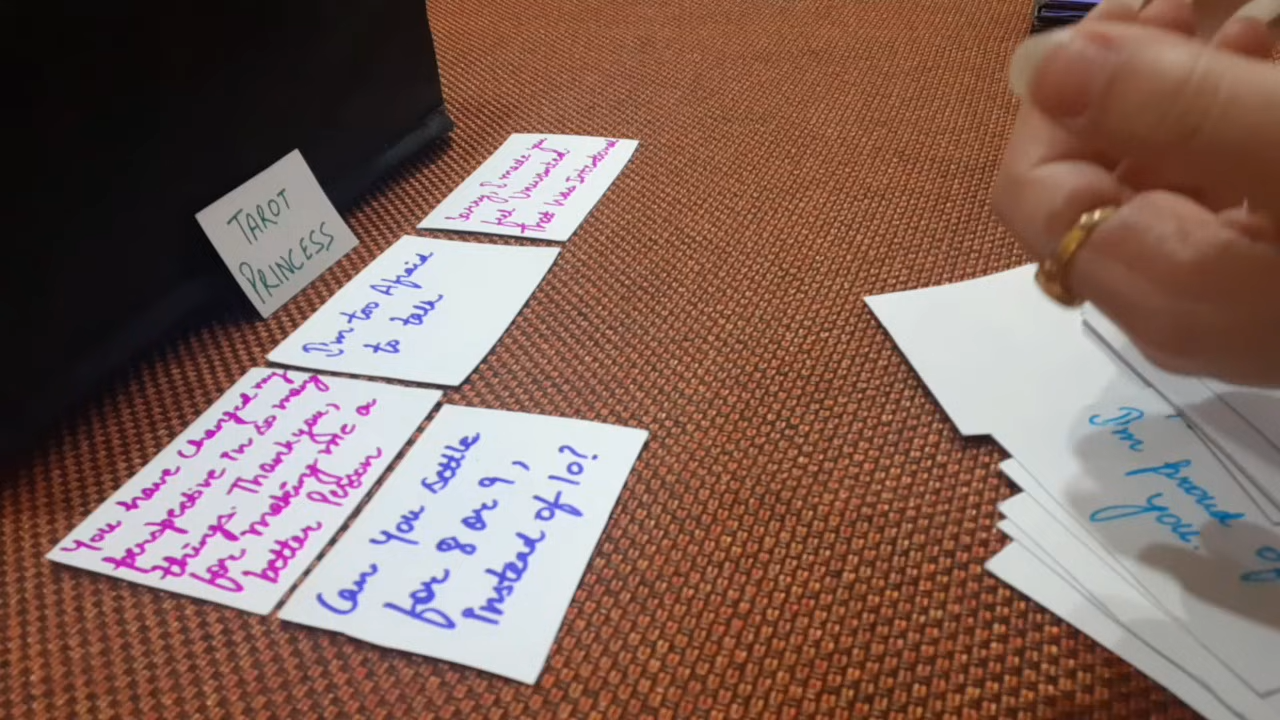 TAROT
PRINCESS
Sorry, I made you
feel Unwanted
That was Intentional
I'm too Afraid
to talk
You have changed my
perspective In so many
things. Thank you,
for making me a
better Person
Can You settle
for 8 or 9,
Instead of 10?
I'm proud of
you.